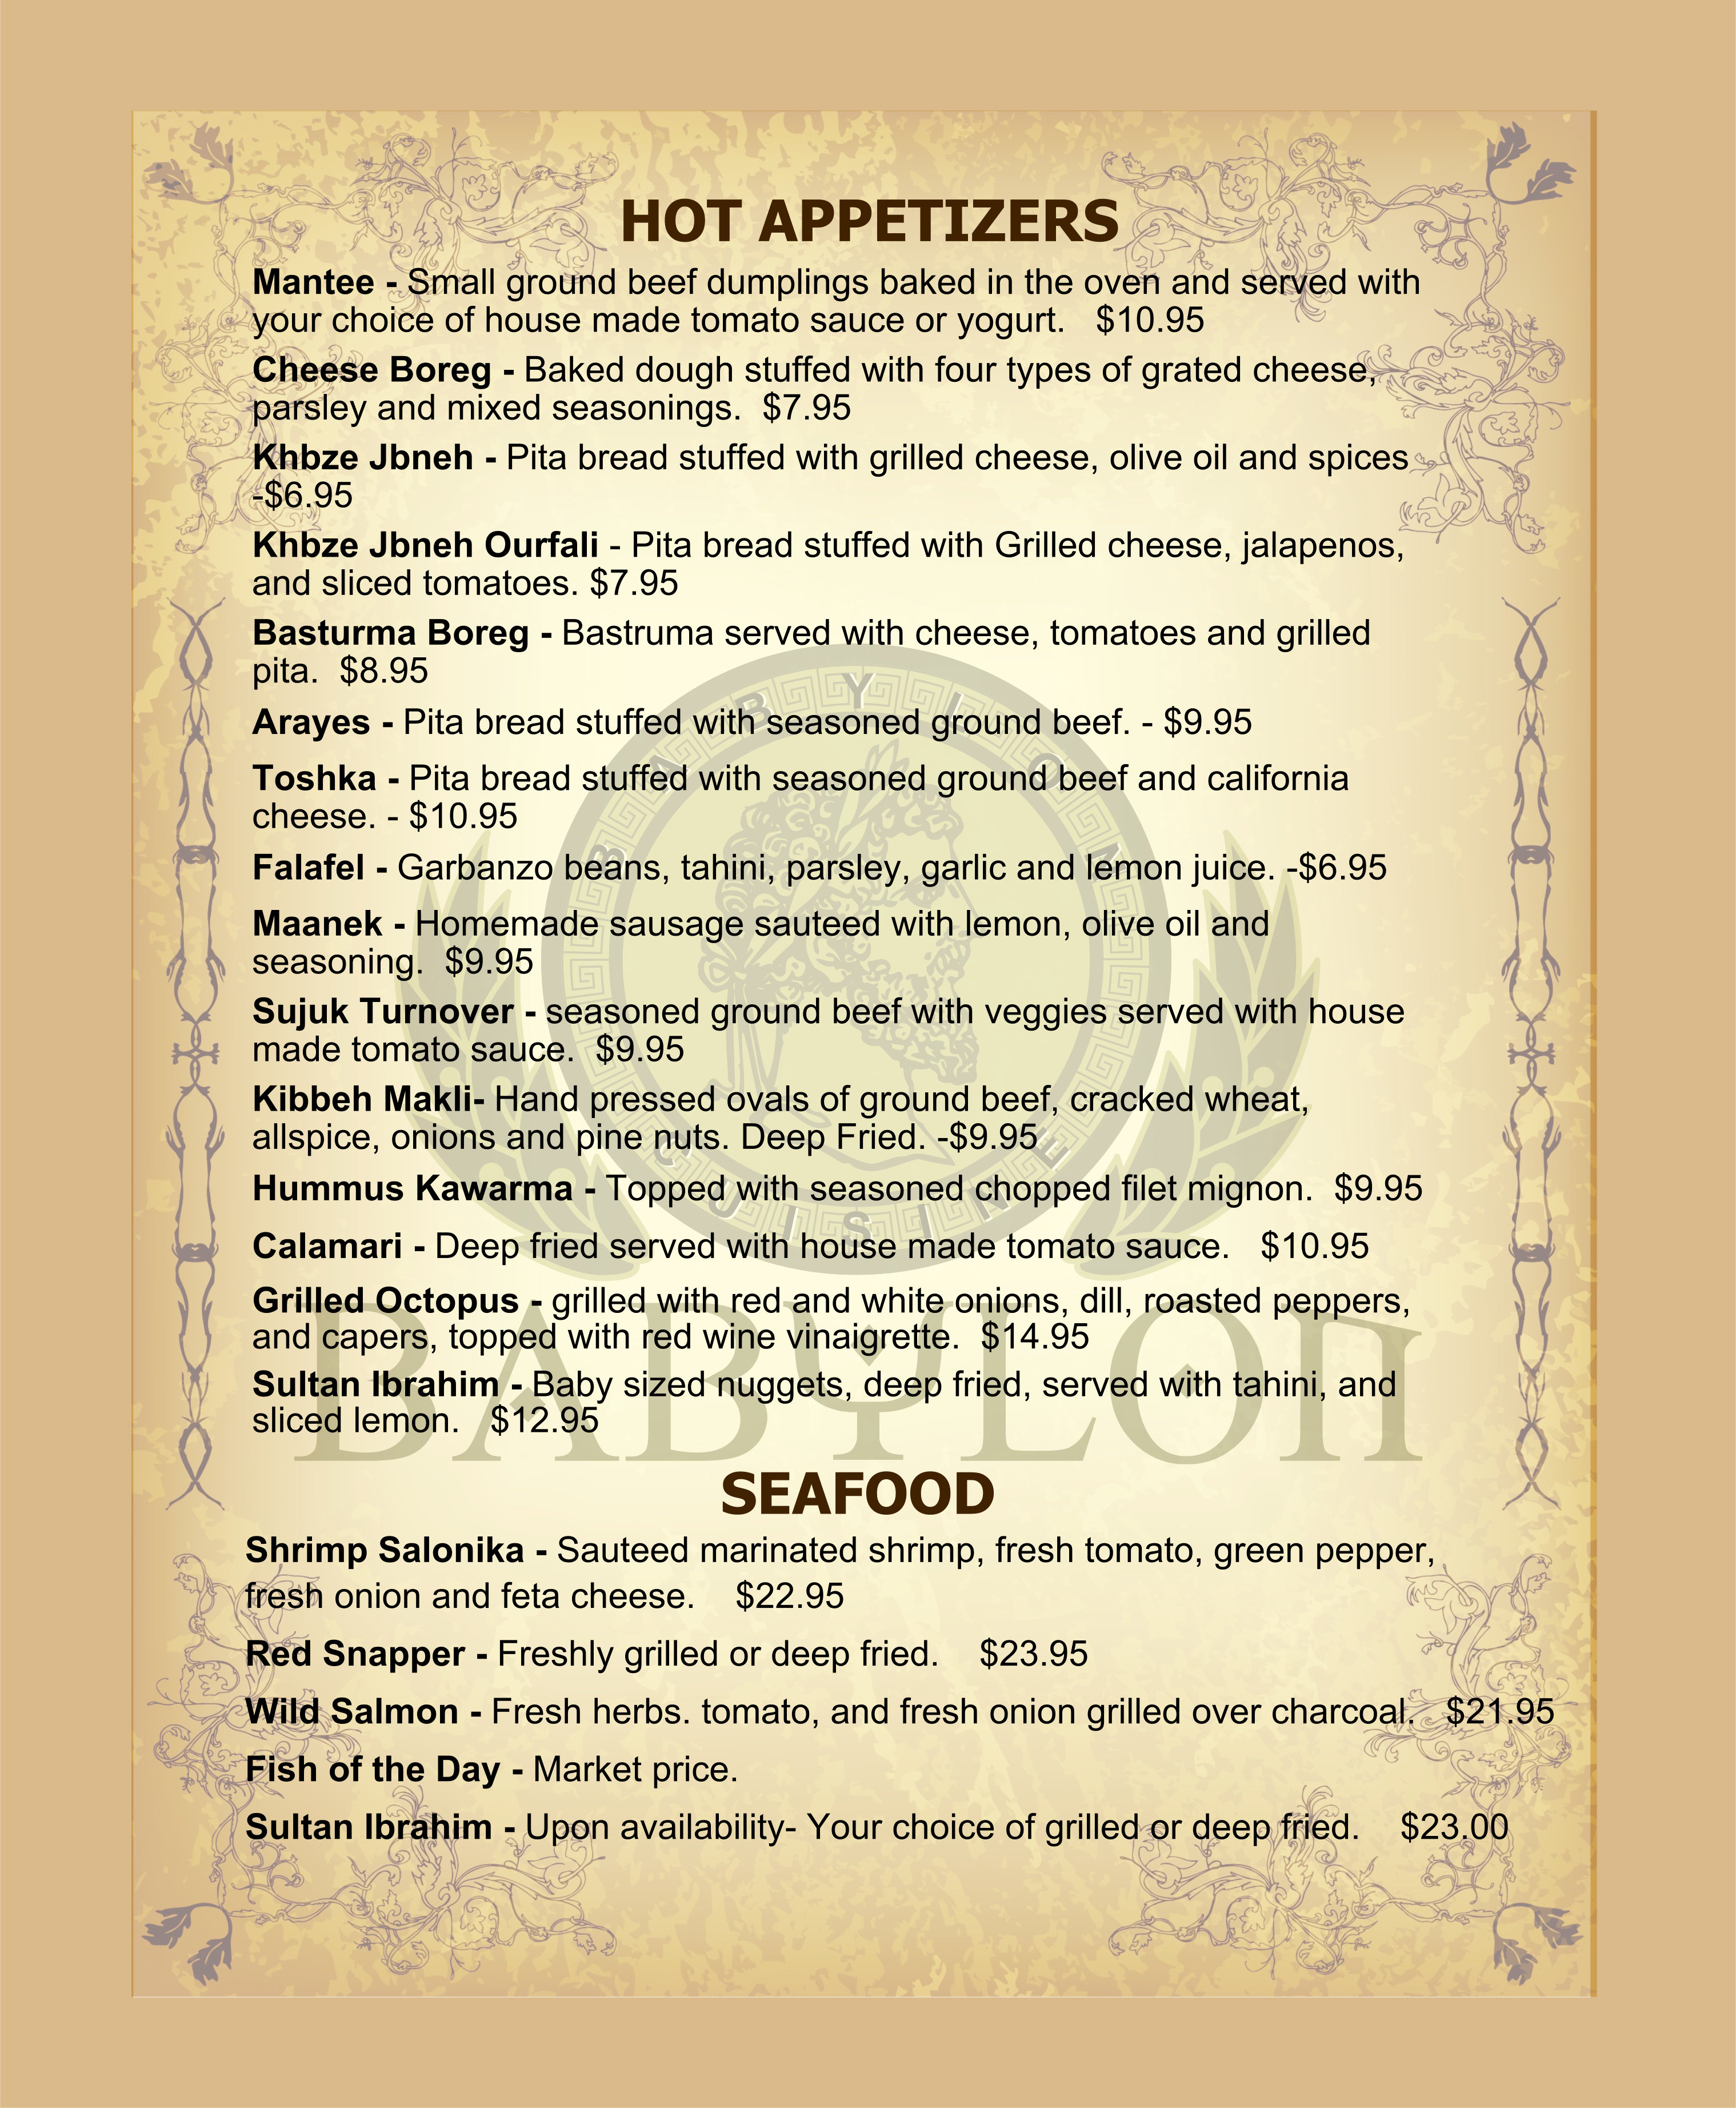 HOT APPETIZERS
Mantee - Small ground beef dumplings baked in the oven and served with
your choice of house made tomato sauce or yogurt. $10.95
Cheese Boreg - Baked dough stuffed with four types of grated cheese,
parsley and mixed seasonings. $7.95
Khbze Jbneh - Pita bread stuffed with grilled cheese, olive oil and spices
-$6.95
Khbze Jbneh Ourfali - Pita bread stuffed with Grilled cheese, jalapenos,
and sliced tomatoes. $7.95
Basturma Boreg - Bastruma served with cheese, tomatoes and grilled
pita. $8.95
Arayes - Pita bread stuffed with seasoned ground beef. - $9.95
Toshka - Pita bread stuffed with seasoned ground beef and california
cheese. - $10.95
Falafel - Garbanzo beans, tahini, parsley, garlic and lemon juice. -$6.95
Maanek - Homemade sausage sauteed with lemon, olive oil and
seasoning. $9.95
Sujuk Turnover - seasoned ground beef with veggies served with house
made tomato sauce. $9.95
Kibbeh Makli- Hand pressed ovals of ground beef, cracked wheat,
allspice, onions and pine nuts. Deep Fried. -$9.95
Hummus Kawarma - Topped with seasoned chopped filet mignon. $9.95
Calamari - Deep fried served with house made tomato sauce. $10.95
Grilled Octopus - grilled with red and white onions, dill, roasted peppers,
and capers, topped with red wine vinaigrette. $14.95
Sultan Ibrahim - Baby sized nuggets, deep fried, served with tahini, and
sliced lemon. $12.95
BABYLON
CUISINE
BABYLON
SEAFOOD
Shrimp Salonika - Sauteed marinated shrimp, fresh tomato, green pepper,
fresh onion and feta cheese. $22.95
Red Snapper - Freshly grilled or deep fried. $23.95
Wild Salmon - Fresh herbs. tomato, and fresh onion grilled over charcoal. $21.95
Fish of the Day - Market price.
Sultan Ibrahim - Upon availability- Your choice of grilled or deep fried. $23.00